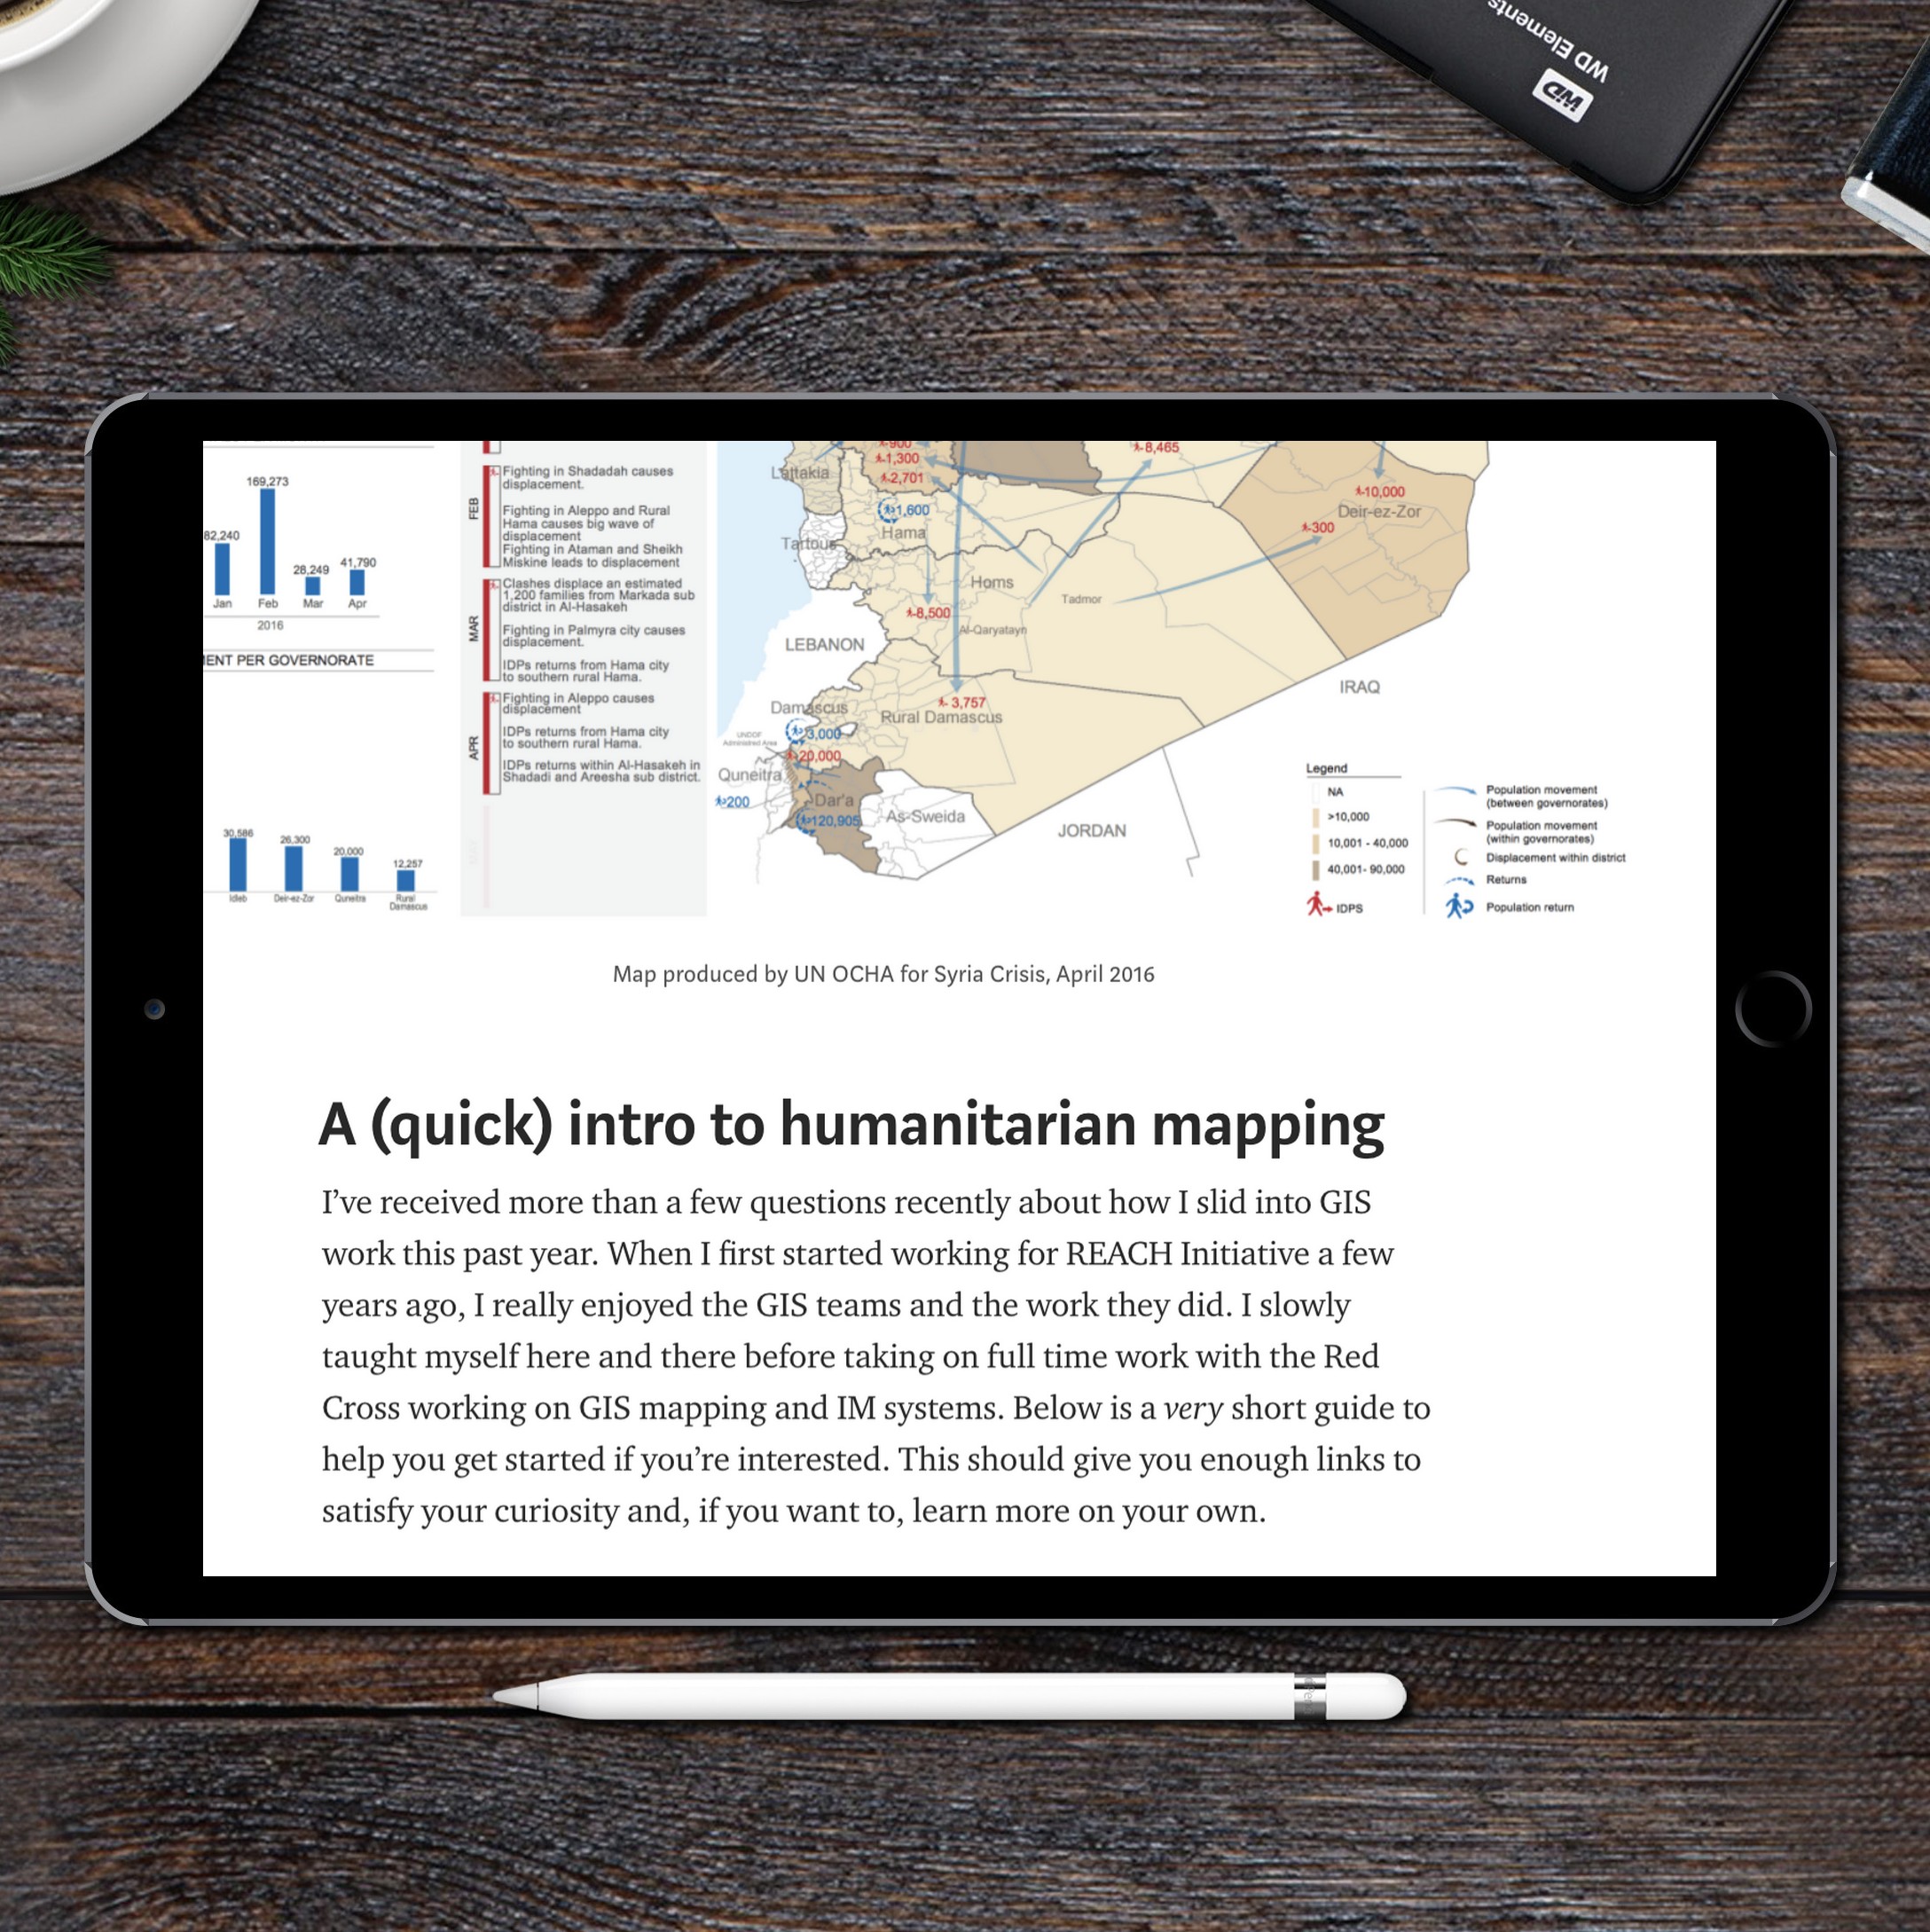 WD Elements
WD
169,273
82,240
28,249
41,790
Jan
Feb
Mar
Apr
2016
ENT PER GOVERNORATE
30,586
26,300
20,000
12,257
Idleb
Deir-ez-Zor
Quneitra
Rural
Damascus
FEB
Fighting in Shadadah causes
displacement.
Fighting in Aleppo and Rural
Hama causes big wave of
displacement
Fighting in Ataman and Sheikh
Miskine leads to displacement
MAR
Clashes displace an estimated
1,200 families from Markada sub
district in Al-Hasakeh
Fighting in Palmyra city causes
displacement.
IDPs returns from Hama city
to southern rural Hama.
APR
Fighting in Aleppo causes
displacement
IDPs returns from Hama city
to southern rural Hama.
IDPs returns within Al-Hasakeh in
Shadadi and Areesha sub district.
900
1,300
2,701
8,465
Lattakia
10,000
Deir-ez-Zor
300
1,600
Hama
Tartous
Homs
Tadmor
8,500
Al-Qaryatayn
LEBANON
IRAQ
3,757
Damascus
Rural Damascus
3,000
UNDOF
Administred Area
20,000
Quneitra
200
Dar'a
120,905
As-Sweida
JORDAN
Legend
NA
>10,000
10,001 - 40,000
40,001- 90,000
IDPS
Population movement
(between governorates)
Population movement
(within governorates)
Displacement within district
Returns
Population return
Map produced by UN OCHA for Syria Crisis, April 2016
A (quick) intro to humanitarian mapping
I’ve received more than a few questions recently about how I slid into GIS
work this past year. When I first started working for REACH Initiative a few
years ago, I really enjoyed the GIS teams and the work they did. I slowly
taught myself here and there before taking on full time work with the Red
Cross working on GIS mapping and IM systems. Below is a very short guide to
help you get started if you’re interested. This should give you enough links to
satisfy your curiosity and, if you want to, learn more on your own.